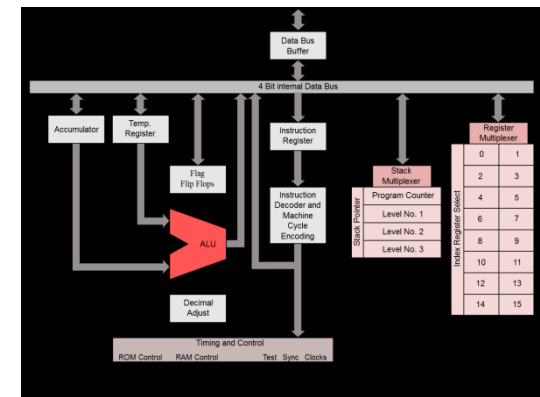 Data Bus
Buffer
4 Bit internal Data Bus
Accumulator
Temp.
Register
Flag
Flip Flops
ALU
Decimal
Adjust
Instruction
Register
Instruction
Decoder and
Machine
Cycle
Encoding
Stack
Multiplexer
Stack Pointer
Program Counter
Level No. 1
Level No. 2
Level No. 3
Register
Multiplexer
Index Register Select
0 1
2 3
4 5
6 7
8 9
10 11
12 13
14 15
Timing and Control
ROM Control RAM Control Test Sync Clocks